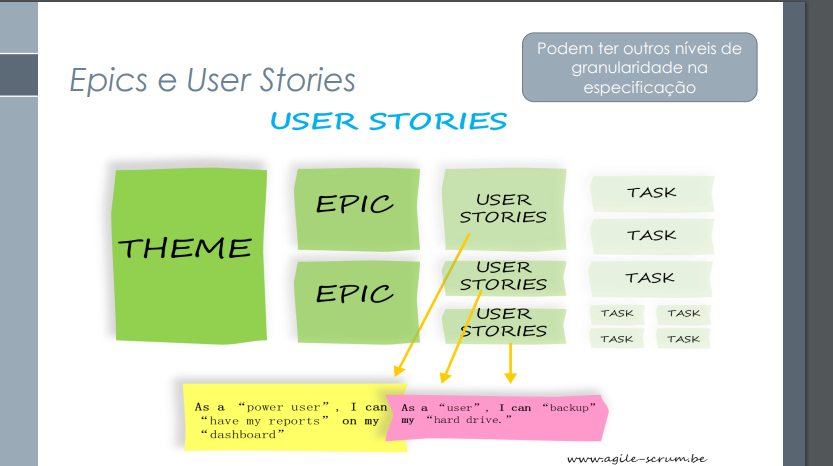 Podem ter outros níveis de
granularidade na
especificação
Epics e User Stories
USER STORIES
THEME
EPIC
EPIC
USER
STORIES
USER
STORIES
USER
STORIES
TASK
TASK
TASK
TASK TASK
TASK TASK
As a “power user”, I can
“have my reports” on my
“dashboard”
As a “user”, I can “backup”
my “hard drive.”
www.agile-scrum.be